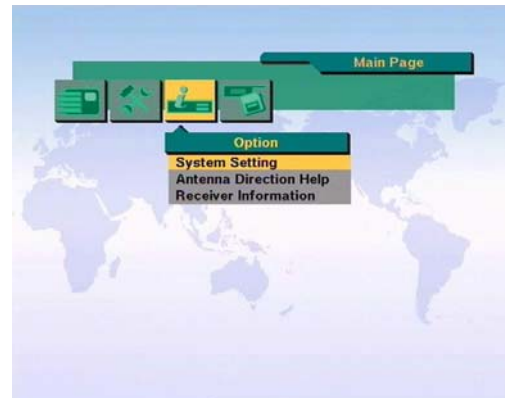 Main Page
Option
System Setting
Antenna Direction Help
Receiver Information